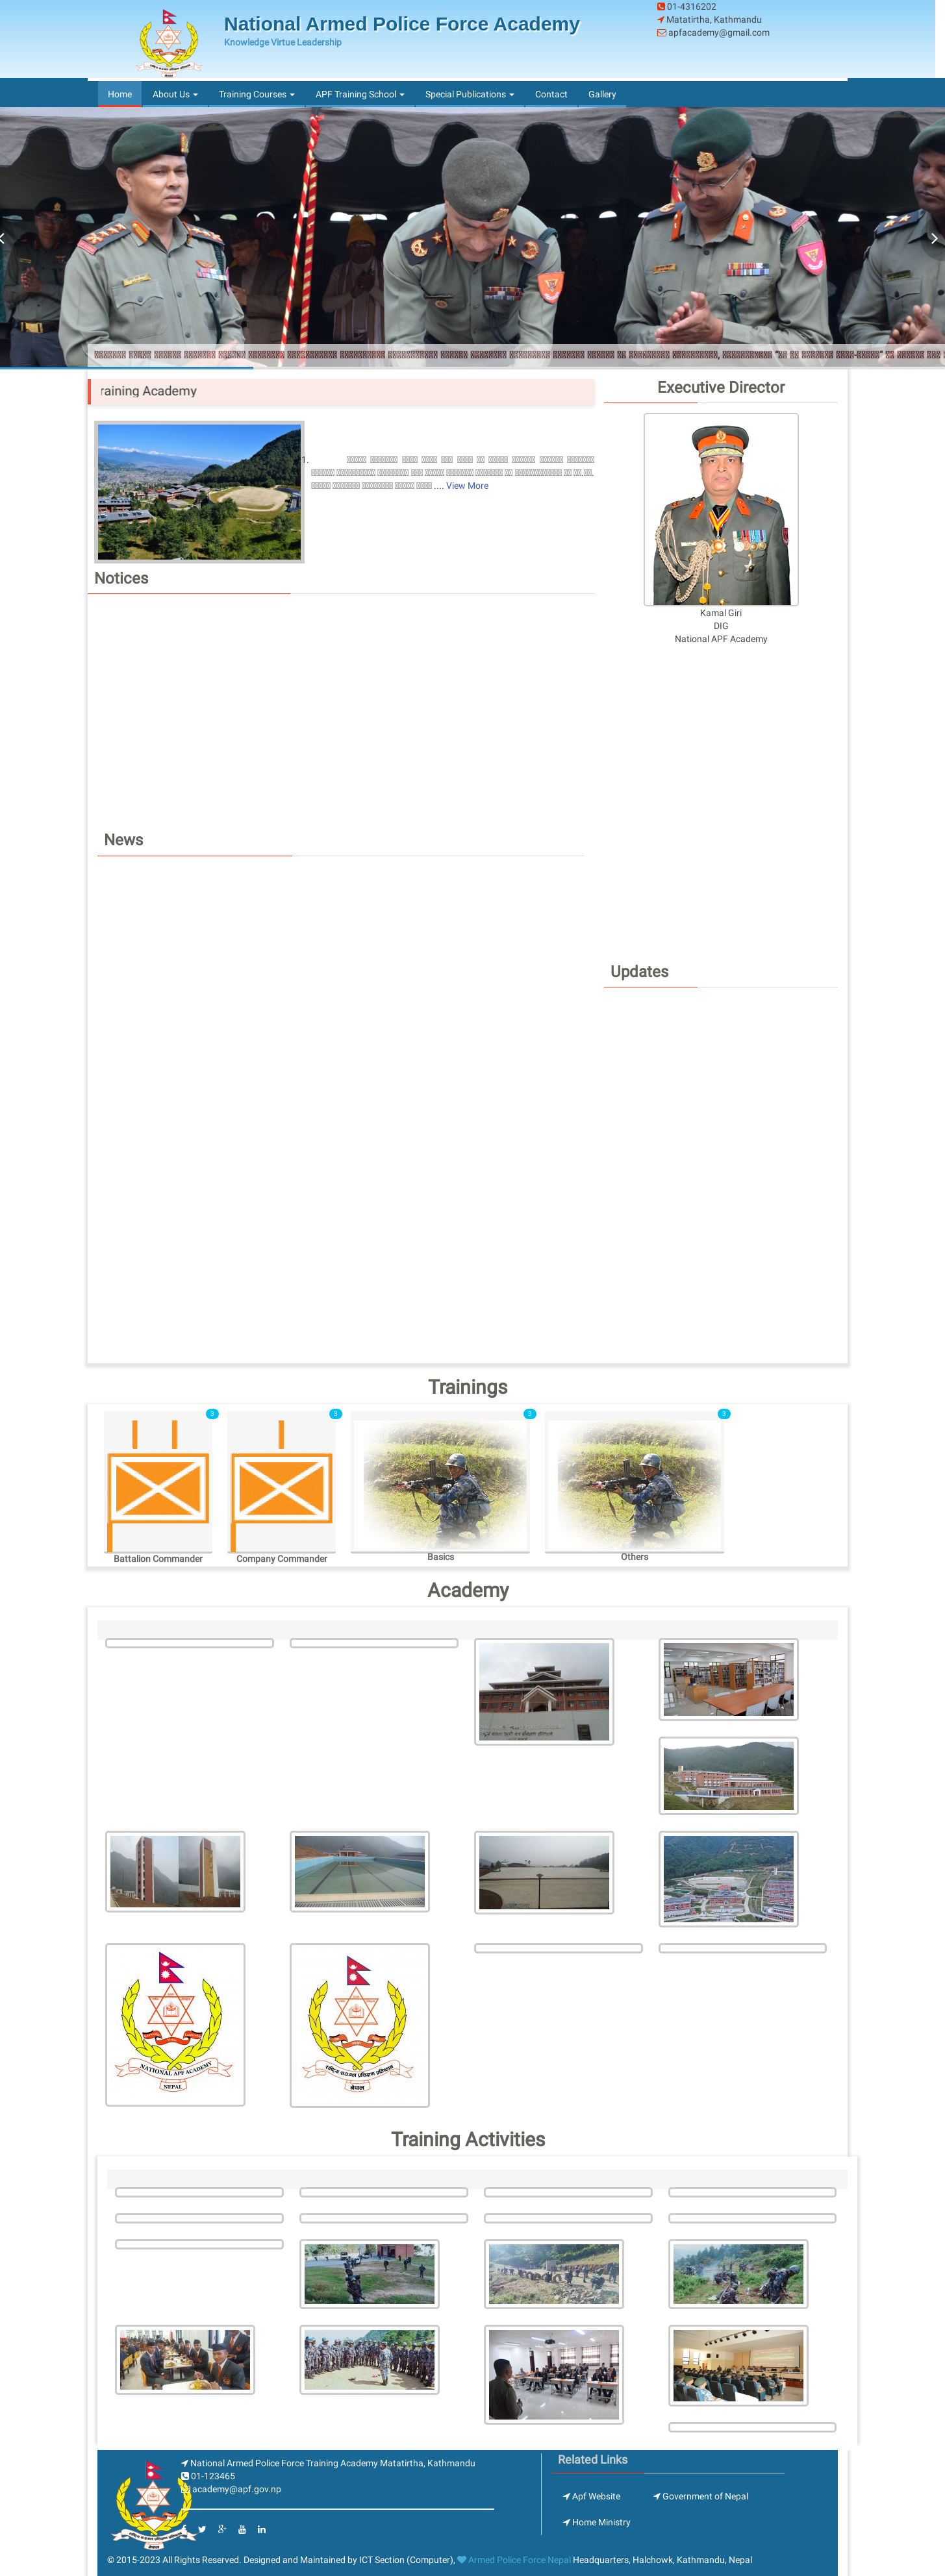 National Armed Police Force Academy
Knowledge Virtue Leadership
01-4316202
Matatirtha, Kathmandu
apfacademy@gmail.com
Home
About Us
Training Courses
APF Training School
Special Publications
Contact
Gallery
raining Academy
Executive Director
1.
.... View More
Kamal Giri
DIG
National APF Academy
Notices
News
Updates
Trainings
3
3
3
3
Battalion Commander
Company Commander
Basics
Others
Academy
NATIONAL APF ACADEMY
NEPAL
नेपाल
Training Activities
National Armed Police Force Training Academy Matatirtha, Kathmandu
01-123465
academy@apf.gov.np
Related Links
Apf Website
Government of Nepal
Home Ministry
© 2015-2023 All Rights Reserved. Designed and Maintained by ICT Section (Computer), Armed Police Force Nepal Headquarters, Halchowk, Kathmandu, Nepal